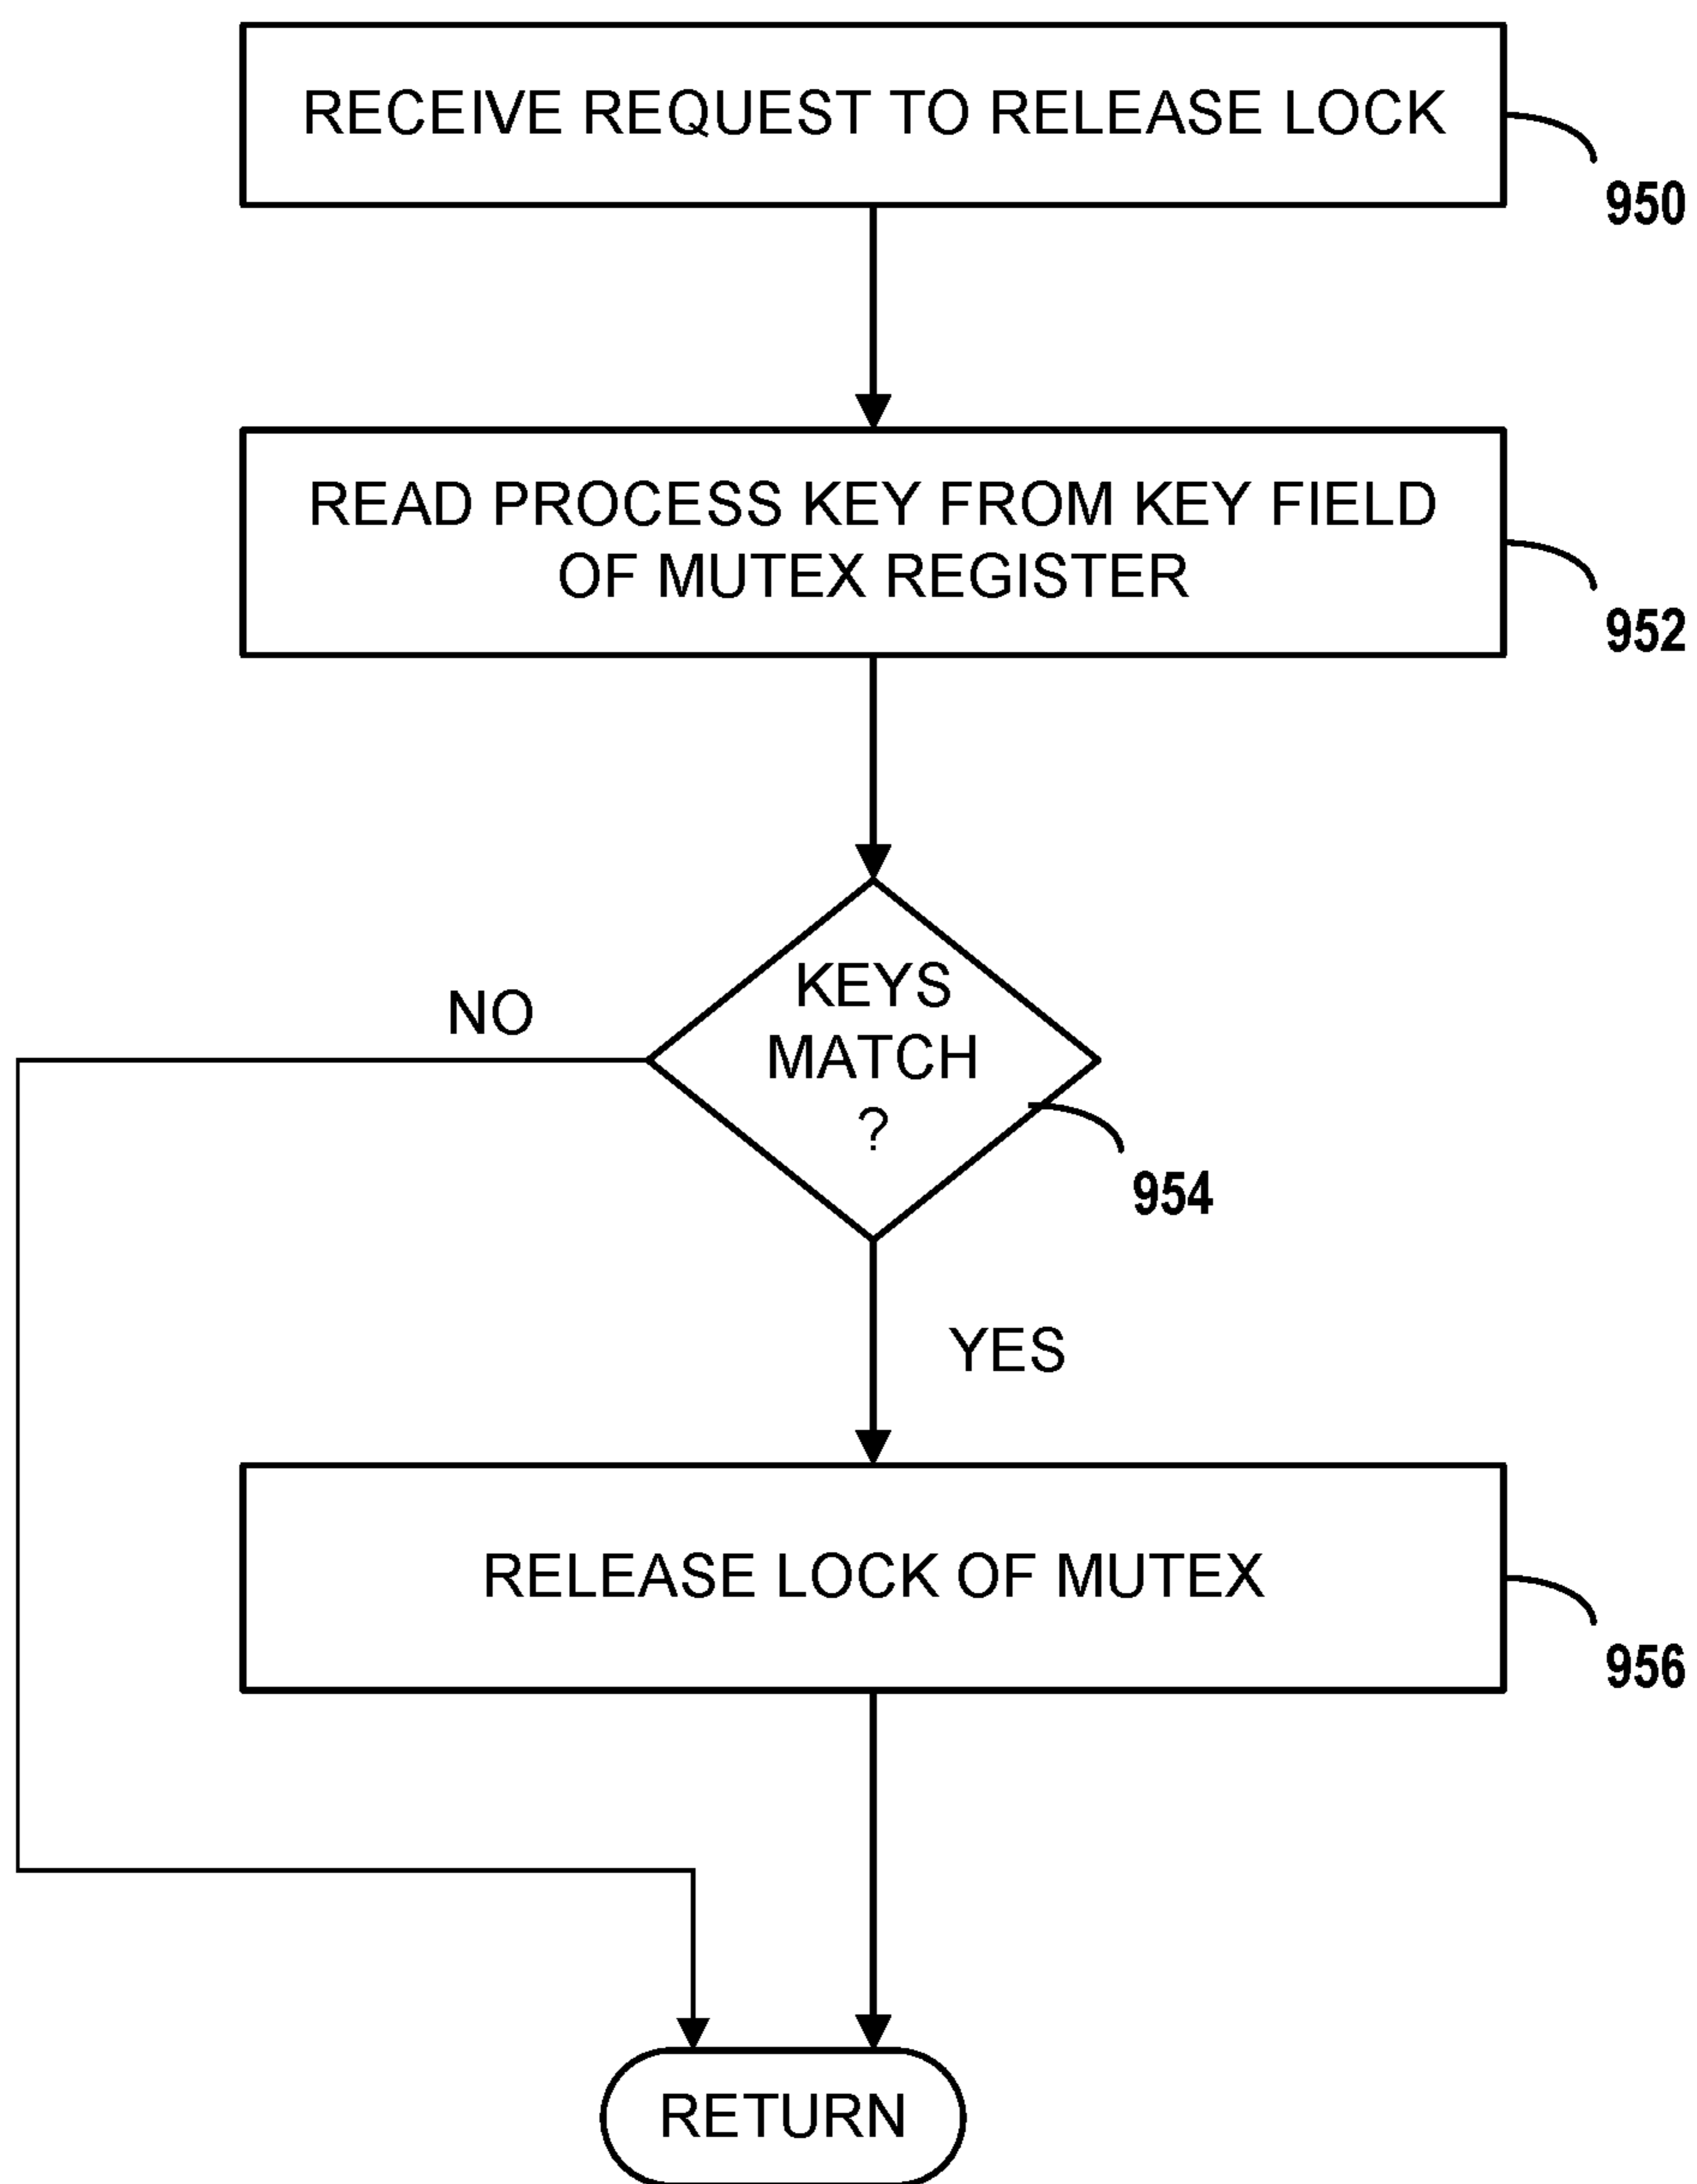 RECEIVE REQUEST TO RELEASE LOCK
950
READ PROCESS KEY FROM KEY FIELD
OF MUTEX REGISTER
952
KEYS
MATCH
?
NO
954
YES
RELEASE LOCK OF MUTEX
956
RETURN